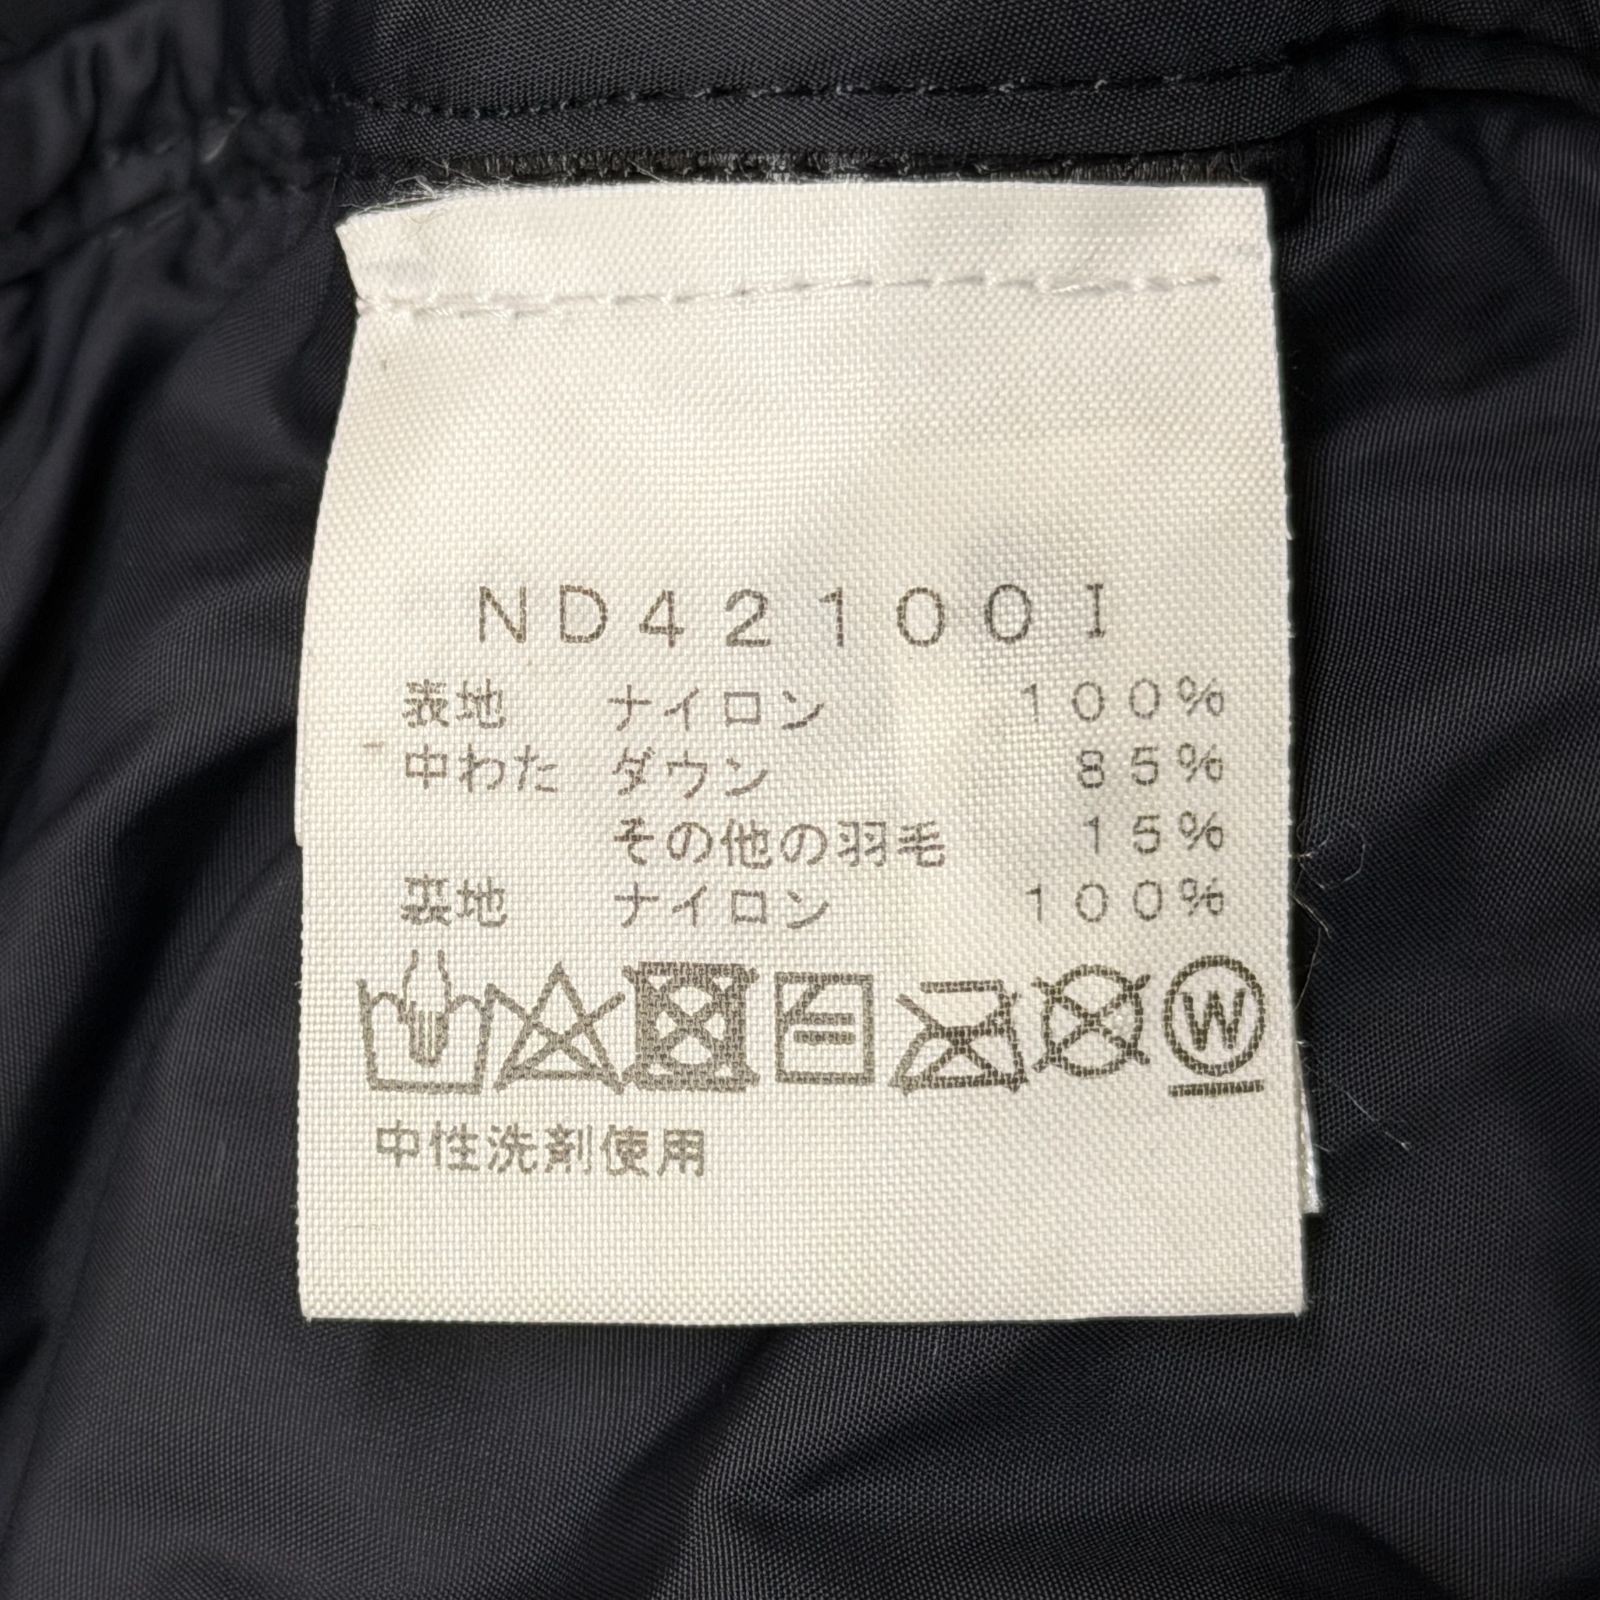 ND42100I
表地 ナイロン 100%
中わた ダウン 85%
その他の羽毛 15%
裏地 ナイロン 100%
W
中性洗剤使用